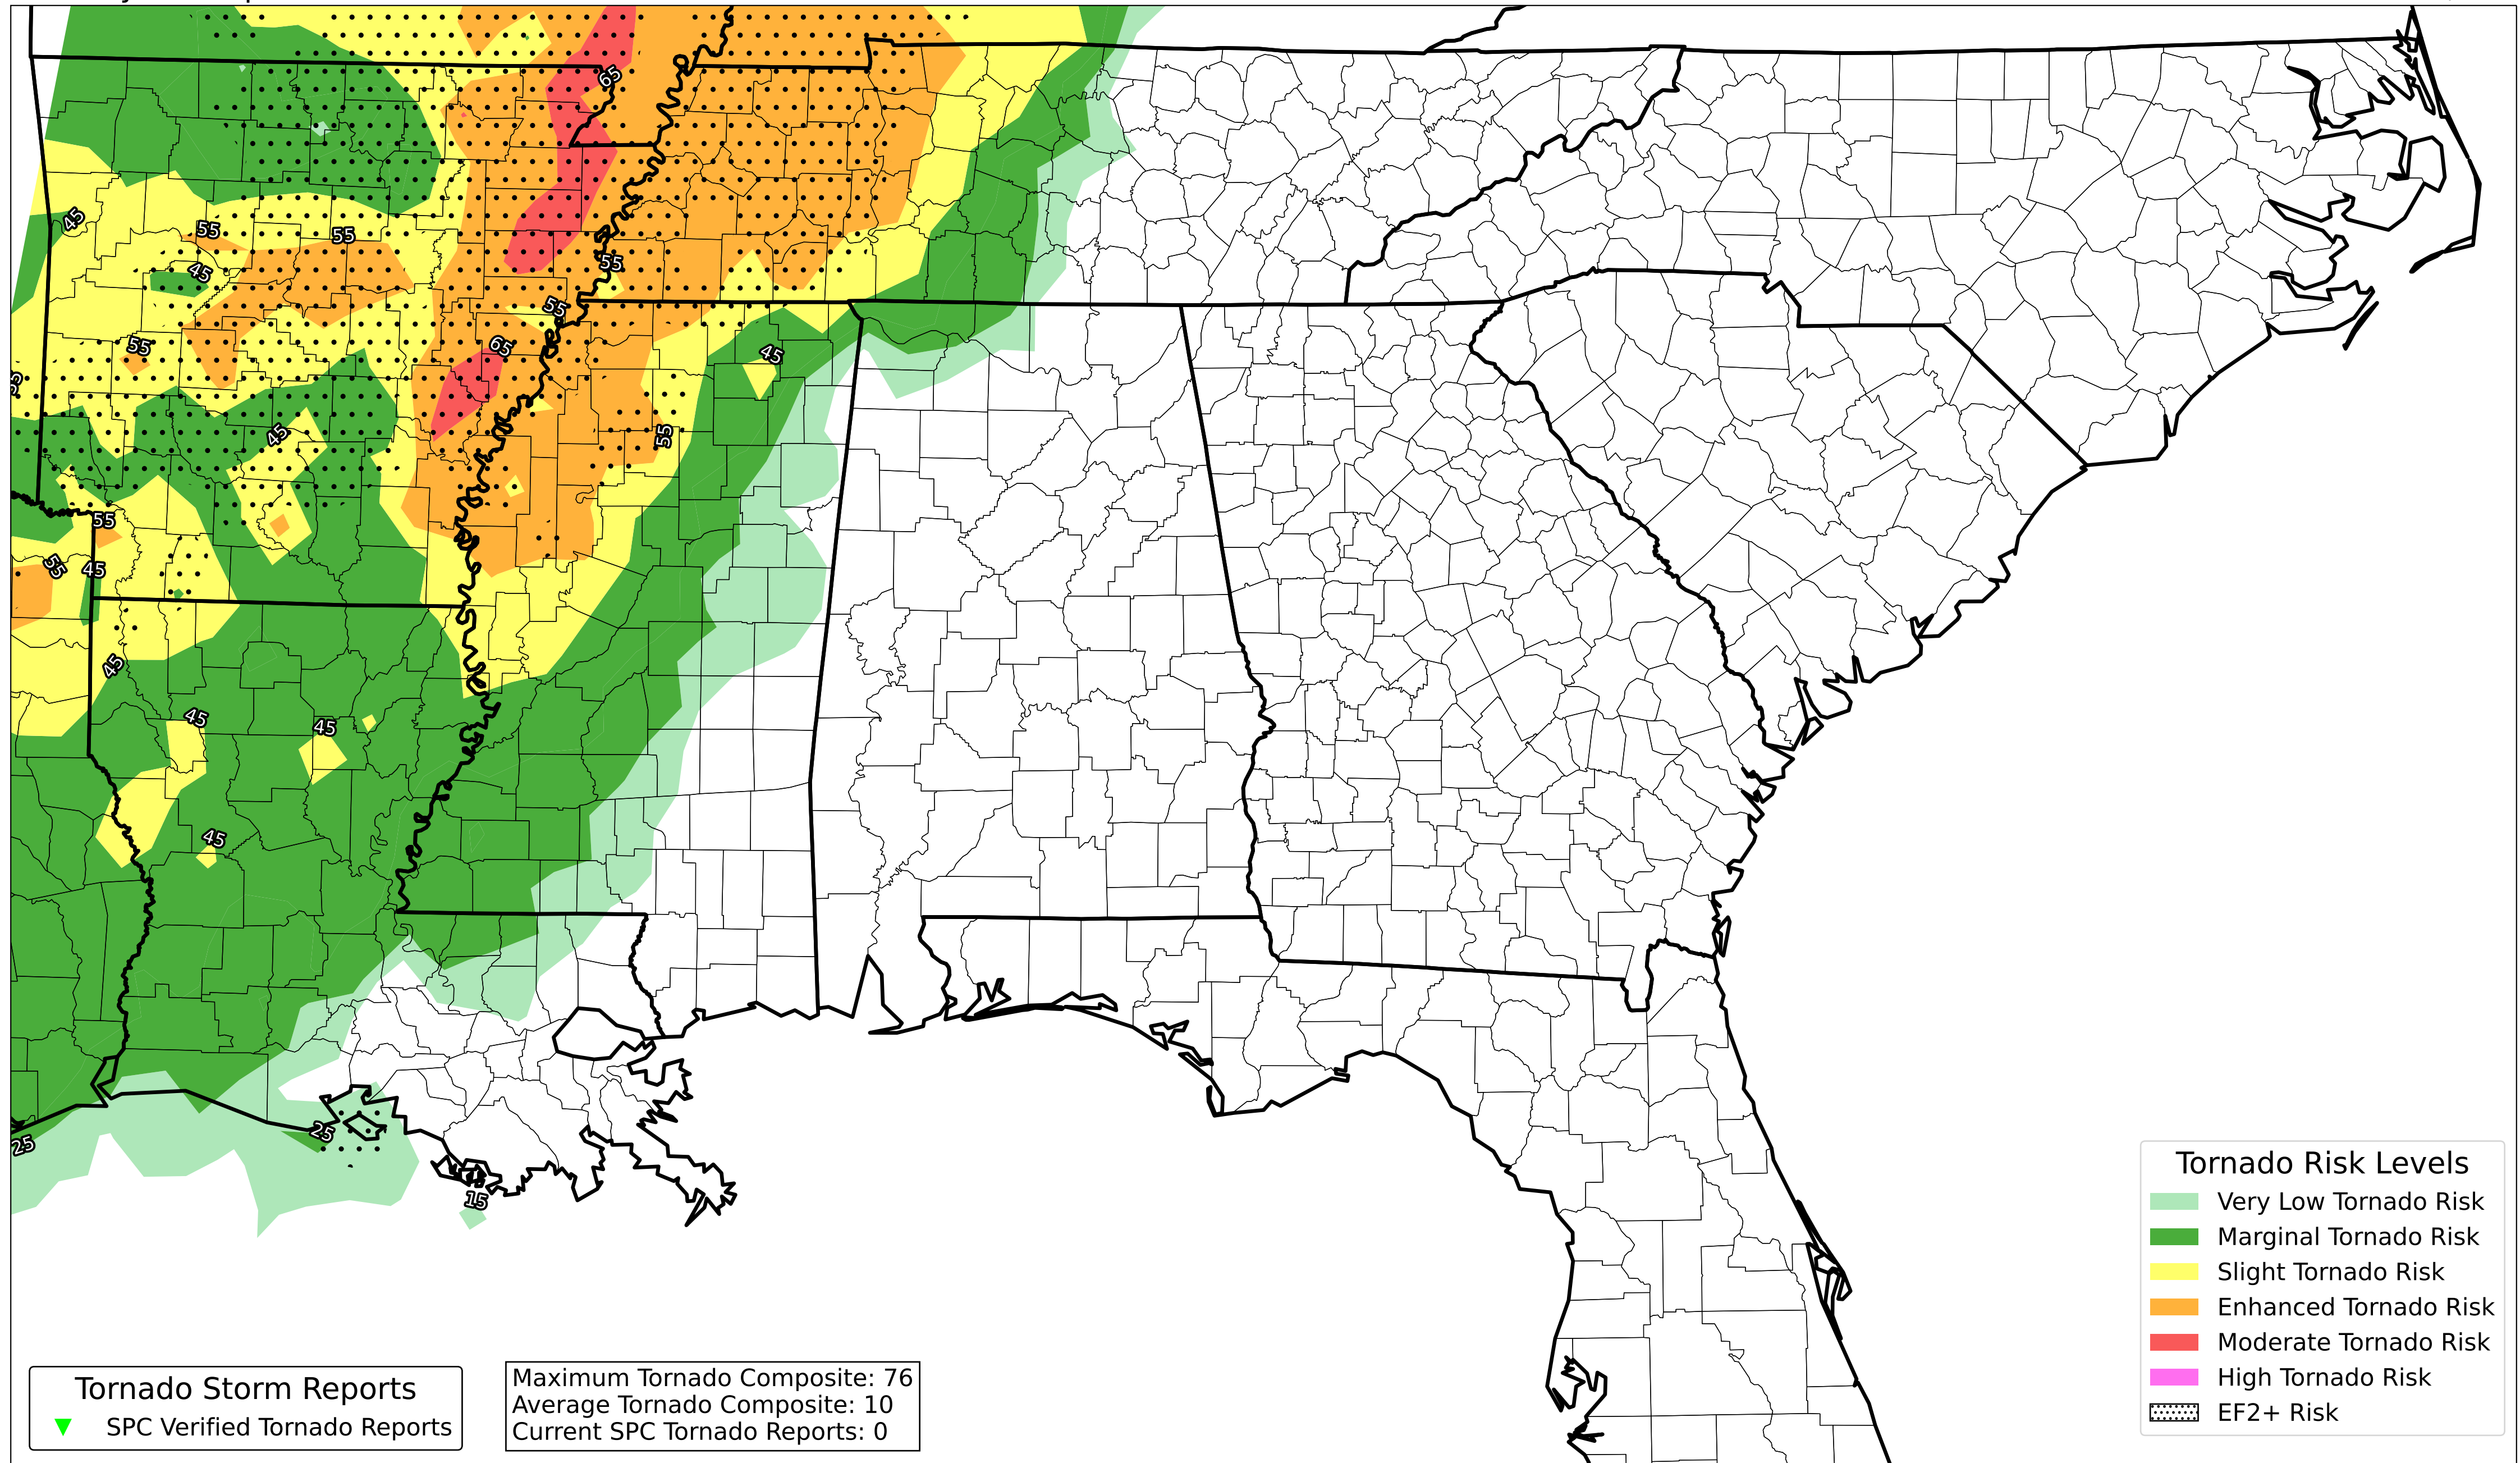 65
45
55
55
45
55
55
65
55
45
45
55
55
55
45
45
45
45
45
25
25
15
Tornado Risk Levels
Very Low Tornado Risk
Marginal Tornado Risk
Slight Tornado Risk
Enhanced Tornado Risk
Moderate Tornado Risk
High Tornado Risk
EF2+ Risk
Tornado Storm Reports
SPC Verified Tornado Reports
Maximum Tornado Composite: 76
Average Tornado Composite: 10
Current SPC Tornado Reports: 0